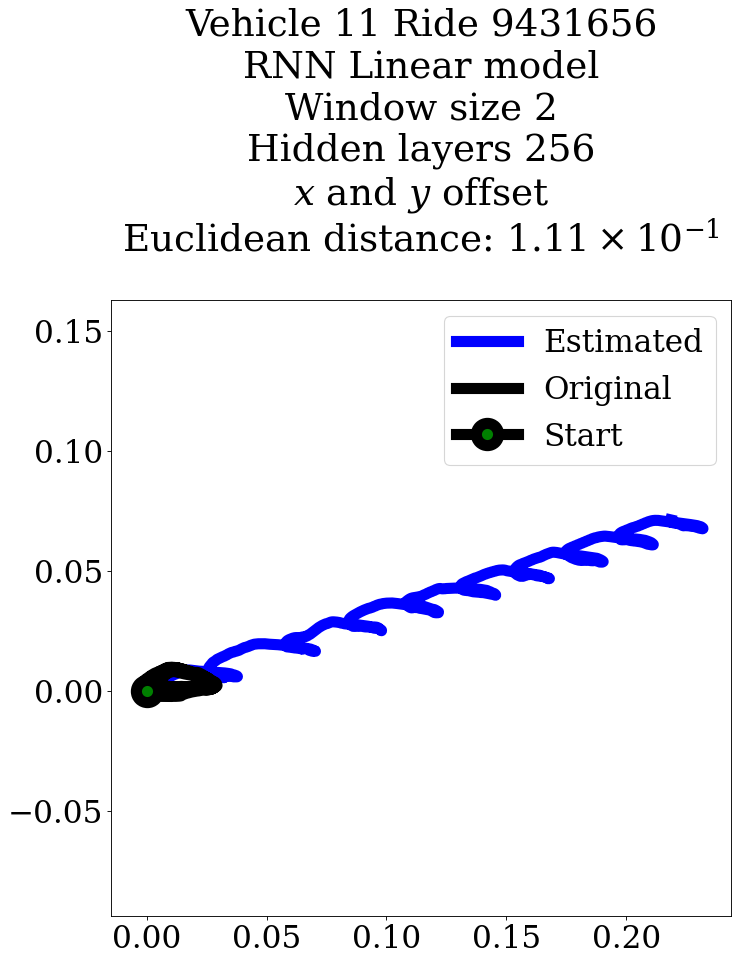 Vehicle 11 Ride 9431656
RNN Linear model
Window size 2
Hidden layers 256
x and y offset
Euclidean distance: 1.11 × 10⁻¹
Estimated
Original
Start
0.15
0.10
0.05
0.00
−0.05
0.00 0.05 0.10 0.15 0.20